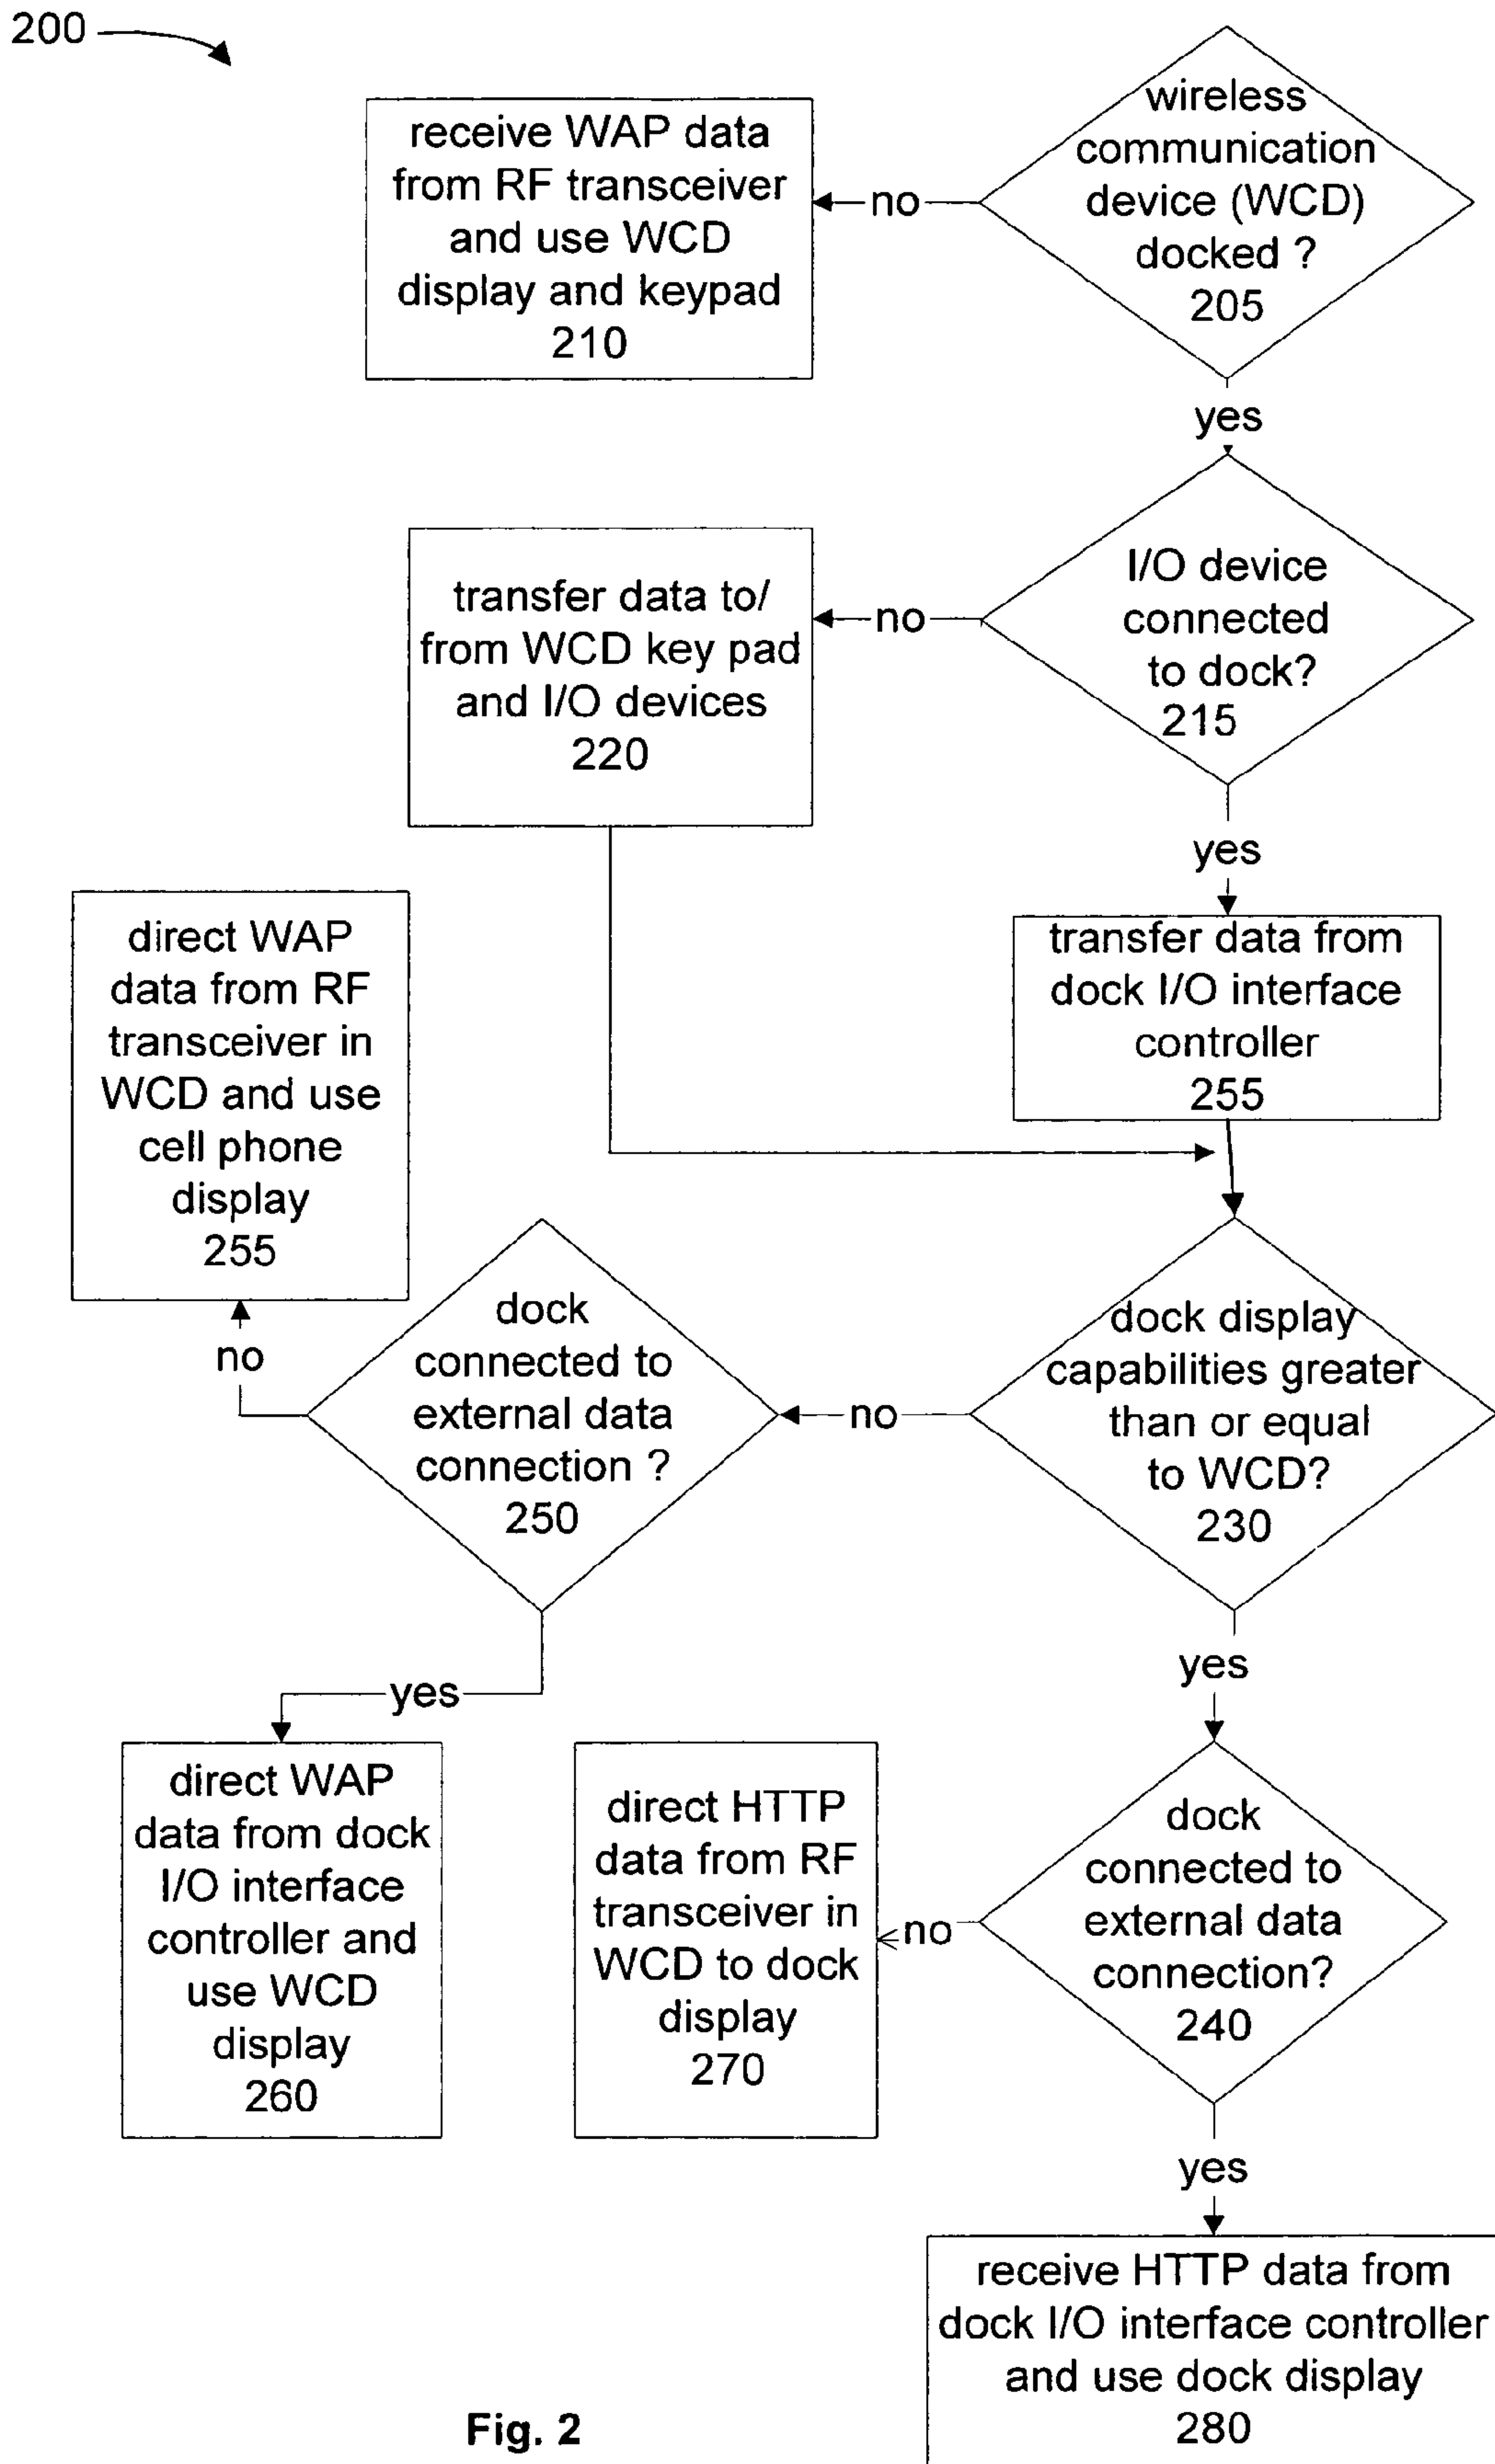 200
wireless
communication
device (WCD)
docked ?
205
no
receive WAP data
from RF transceiver
and use WCD
display and keypad
210
yes
I/O device
connected
to dock?
215
no
transfer data to/
from WCD key pad
and I/O devices
220
yes
transfer data from
dock I/O interface
controller
255
direct WAP
data from RF
transceiver in
WCD and use
cell phone
display
255
no
dock
connected to
external data
connection ?
250
no
dock display
capabilities greater
than or equal
to WCD?
230
yes
yes
direct WAP
data from dock
I/O interface
controller and
use WCD
display
260
direct HTTP
data from RF
transceiver in
WCD to dock
display
270
no
dock
connected to
external data
connection?
240
yes
receive HTTP data from
dock I/O interface controller
and use dock display
280
Fig. 2